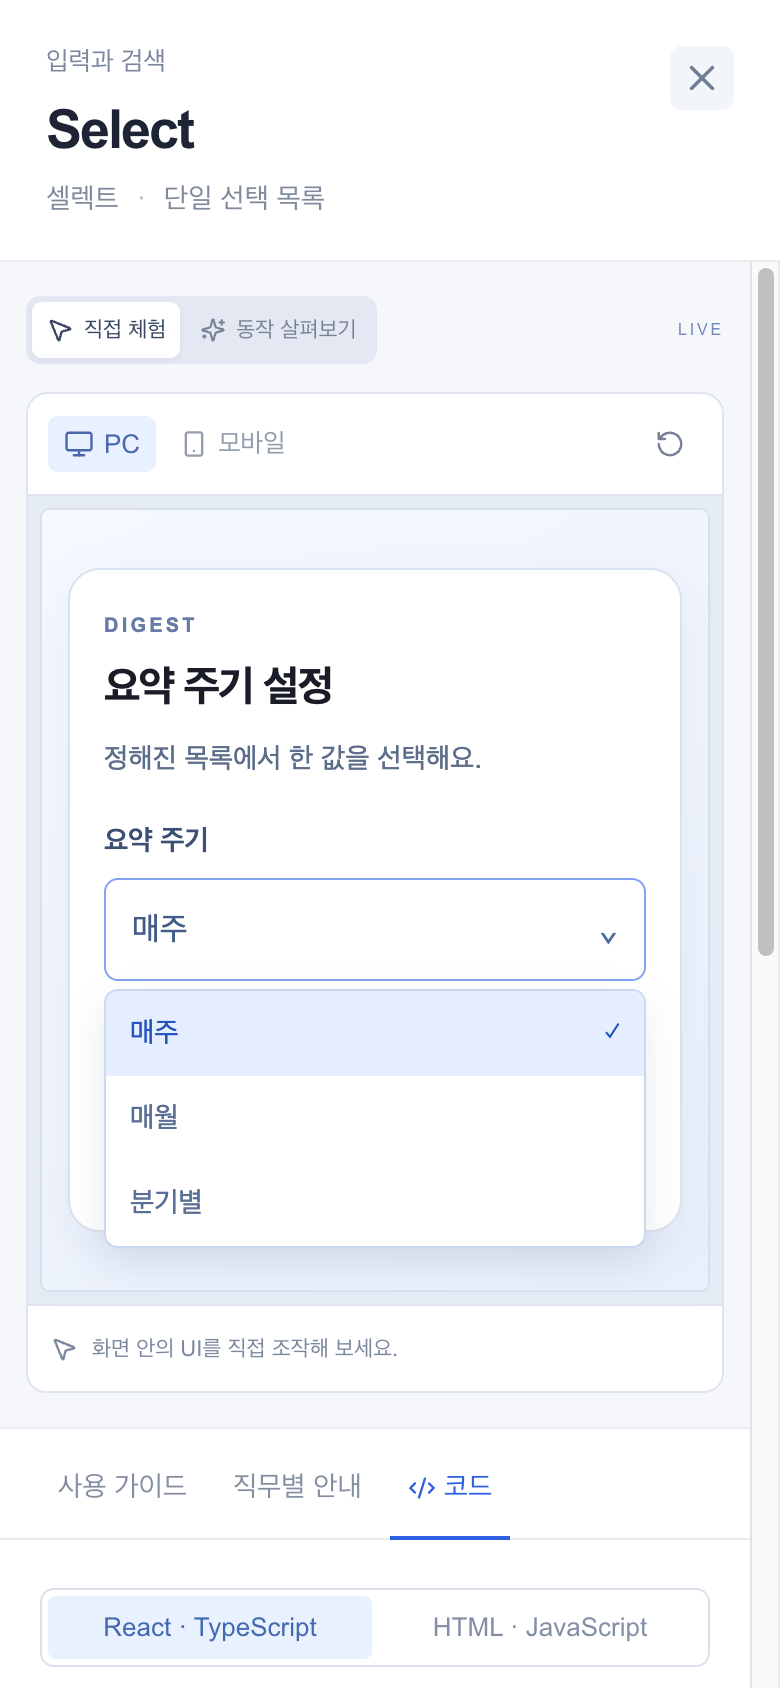 입력과 검색
Select
셀렉트 · 단일 선택 목록
직접 체험 동작 살펴보기 LIVE
PC 모바일
DIGEST
요약 주기 설정
정해진 목록에서 한 값을 선택해요.
요약 주기
매주
매주 ✓
매월
분기별
화면 안의 UI를 직접 조작해 보세요.
사용 가이드 직무별 안내 </> 코드
React · TypeScript HTML · JavaScript